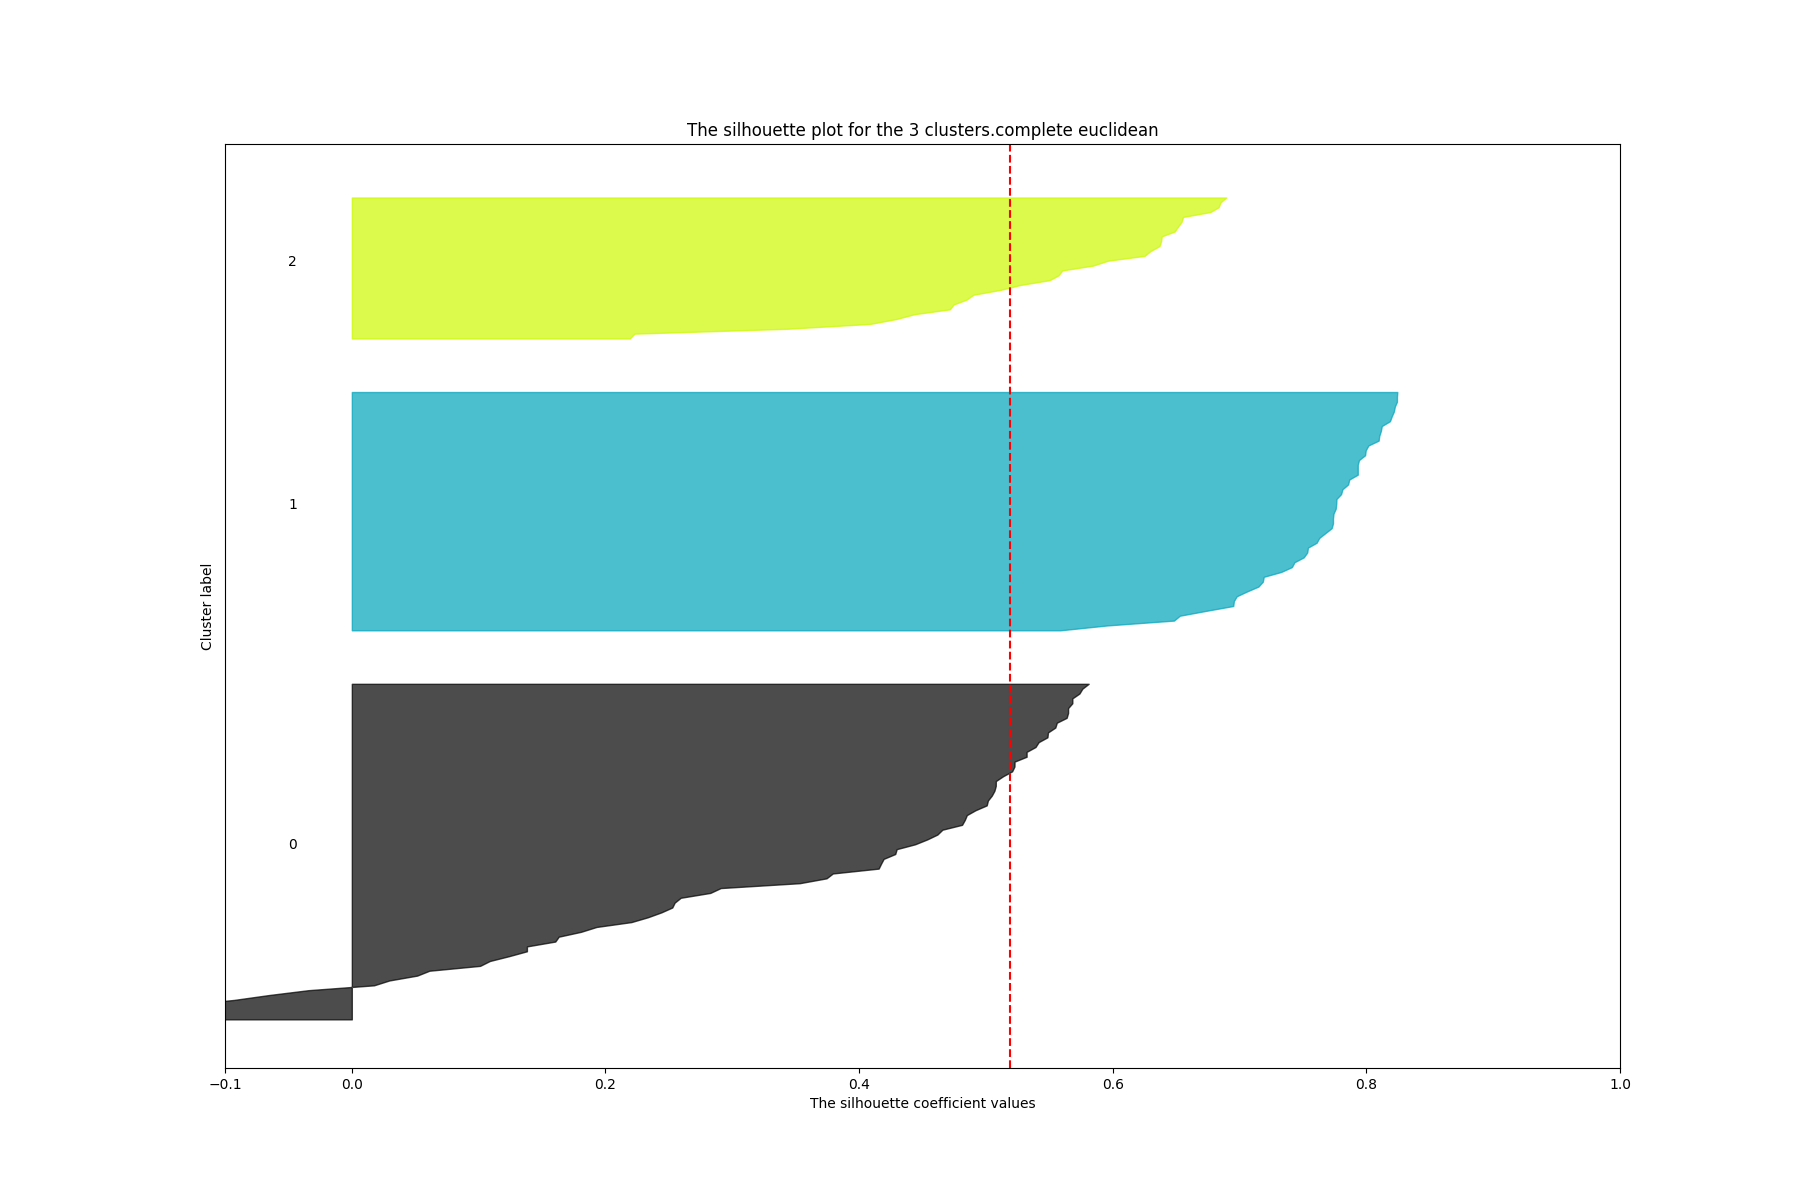 The silhouette plot for the 3 clusters.complete euclidean
2
1
0
Cluster label
−0.1 0.0 0.2 0.4 0.6 0.8 1.0
The silhouette coefficient values